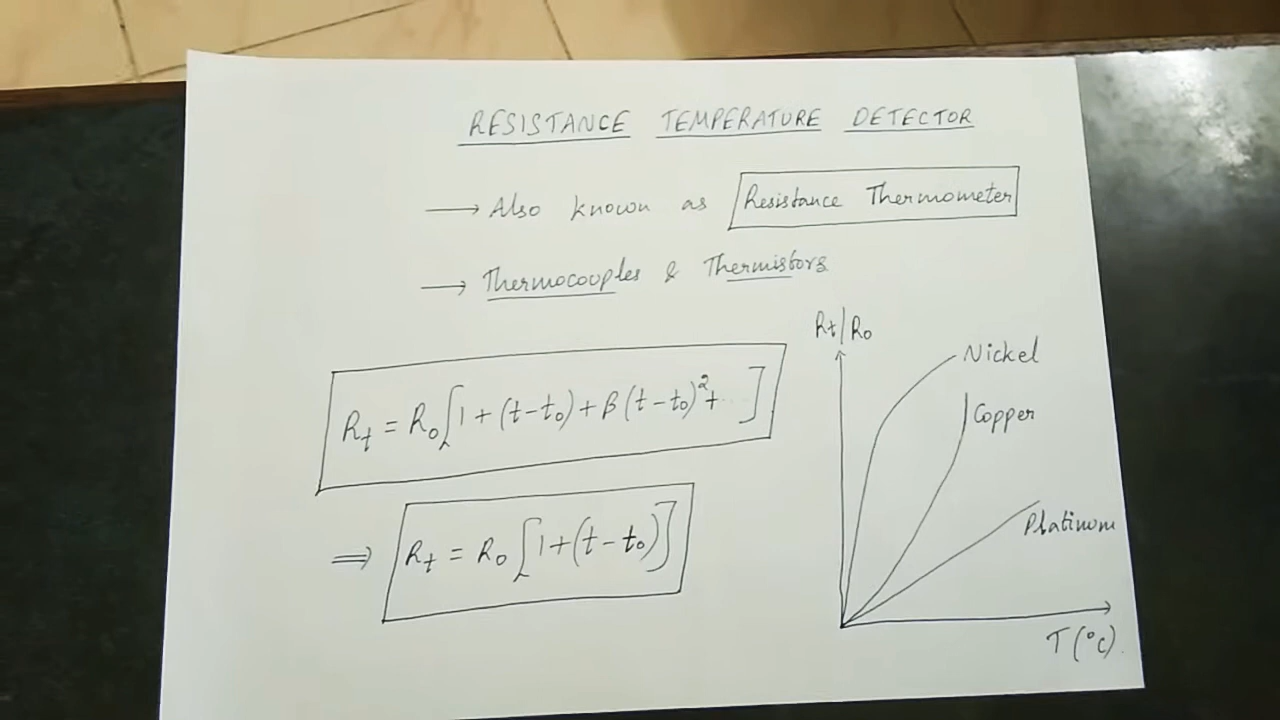 RESISTANCE TEMPERATURE DETECTOR
→ Also known as Resistance Thermometer
→ Thermocouples & Thermistors
Rt = R0[1 + (t-t0) + β(t-t0)²+ ]
⇒ Rt = R0[1+(t-t0)]
Rt/R0
Nickel
Copper
Platinum
T(°c)